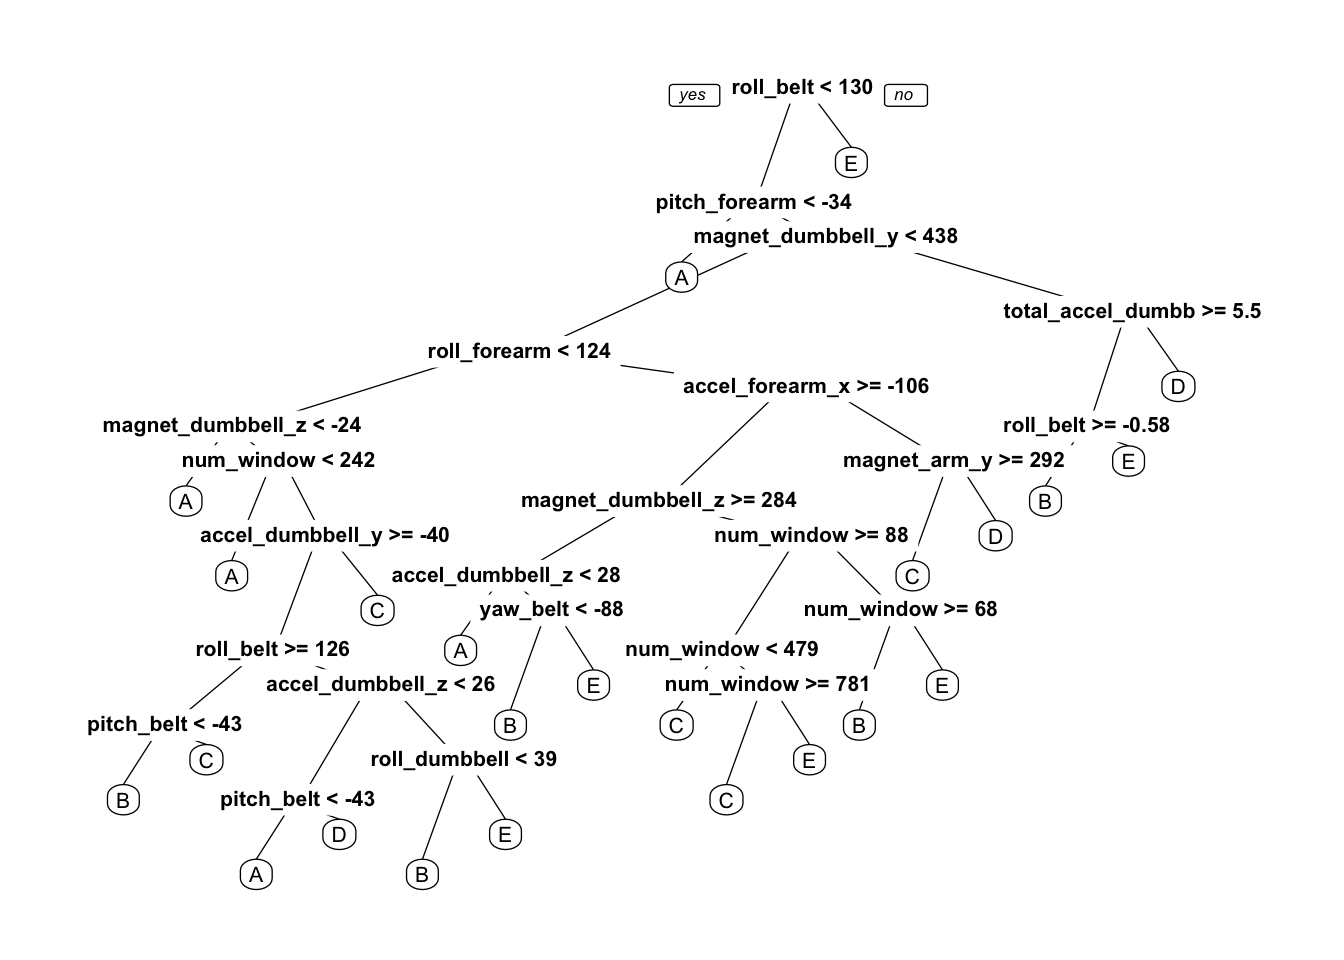 yes roll_belt < 130 no
E
pitch_forearm < -34
magnet_dumbbell_y < 438
A
total_accel_dumbb >= 5.5
roll_forearm < 124
accel_forearm_x >= -106
D
magnet_dumbbell_z < -24
roll_belt >= -0.58
num_window < 242
magnet_arm_y >= 292
E
A
magnet_dumbbell_z >= 284
B
accel_dumbbell_y >= -40
num_window >= 88
D
A
accel_dumbbell_z < 28
C
C
yaw_belt < -88
num_window >= 68
roll_belt >= 126
A
num_window < 479
accel_dumbbell_z < 26
E
num_window >= 781
E
pitch_belt < -43
B
C
B
C
roll_dumbbell < 39
E
B
pitch_belt < -43
C
D
E
A
B